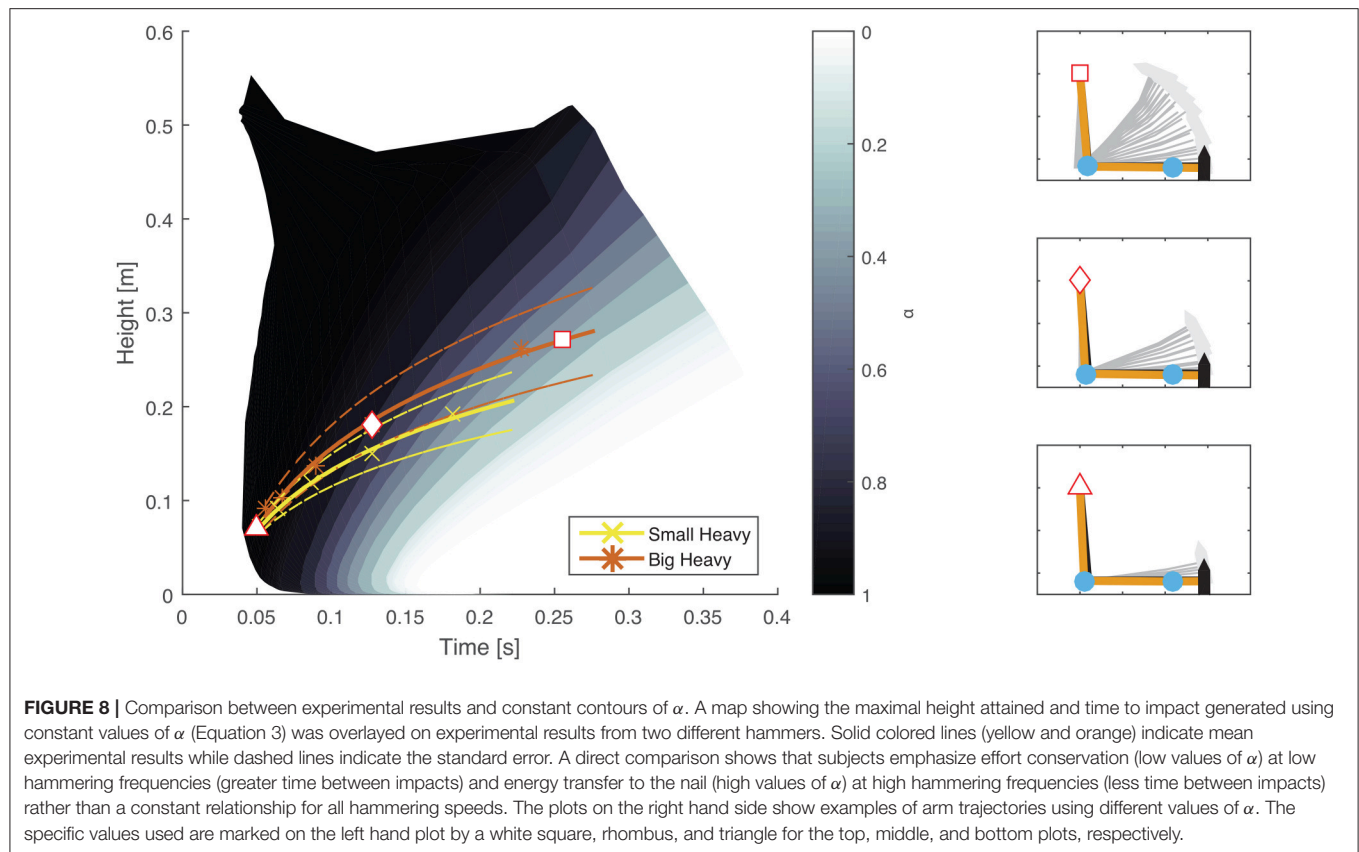 0.6
0.5
0.4
0.3
0.2
0.1
0
Height [m]
0 0.05 0.1 0.15 0.2 0.25 0.3 0.35 0.4
Time [s]
Small Heavy
Big Heavy
0
0.2
0.4
0.6
0.8
1
α
FIGURE 8 | Comparison between experimental results and constant contours of α. A map showing the maximal height attained and time to impact generated using
constant values of α (Equation 3) was overlayed on experimental results from two different hammers. Solid colored lines (yellow and orange) indicate mean
experimental results while dashed lines indicate the standard error. A direct comparison shows that subjects emphasize effort conservation (low values of α) at low
hammering frequencies (greater time between impacts) and energy transfer to the nail (high values of α) at high hammering frequencies (less time between impacts)
rather than a constant relationship for all hammering speeds. The plots on the right hand side show examples of arm trajectories using different values of α. The
specific values used are marked on the left hand plot by a white square, rhombus, and triangle for the top, middle, and bottom plots, respectively.